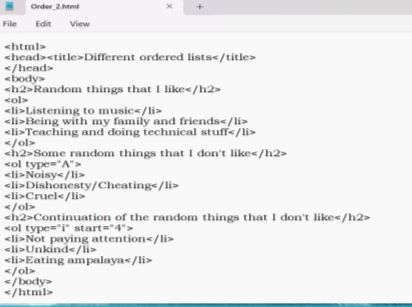 Order_2.html
File Edit View
<html>
<head><title>Different ordered lists</title>
</head>
<body>
<h2>Random things that I like</h2>
<ol>
<li>Listening to music</li>
<li>Being with my family and friends</li>
<li>Teaching and doing technical stuff</li>
</ol>
<h2>Some random things that I don't like</h2>
<ol type="A">
<li>Noisy</li>
<li>Dishonesty/Cheating</li>
<li>Cruel</li>
</ol>
<h2>Continuation of the random things that I don't like</h2>
<ol type="i" start="4">
<li>Not paying attention</li>
<li>Unkind</li>
<li>Eating ampalaya</li>
</ol>
</body>
</html>